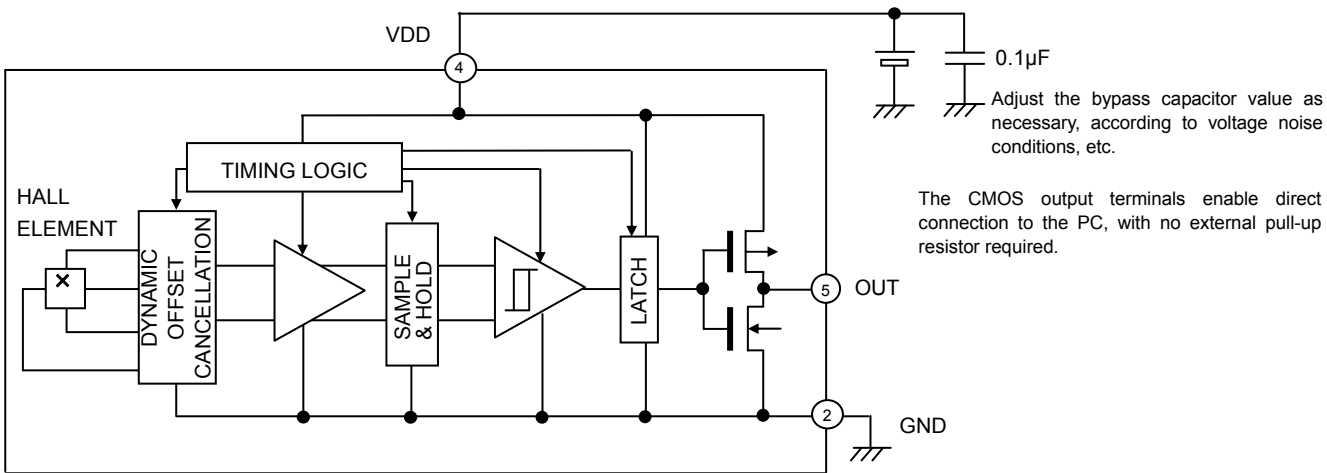 VDD
4
0.1μF
Adjust the bypass capacitor value as
necessary, according to voltage noise
conditions, etc.
The CMOS output terminals enable direct
connection to the PC, with no external pull-up
resistor required.
TIMING LOGIC
HALL
ELEMENT
×
DYNAMIC
OFFSET
CANCELLATION
SAMPLE
& HOLD
LATCH
5
OUT
2
GND